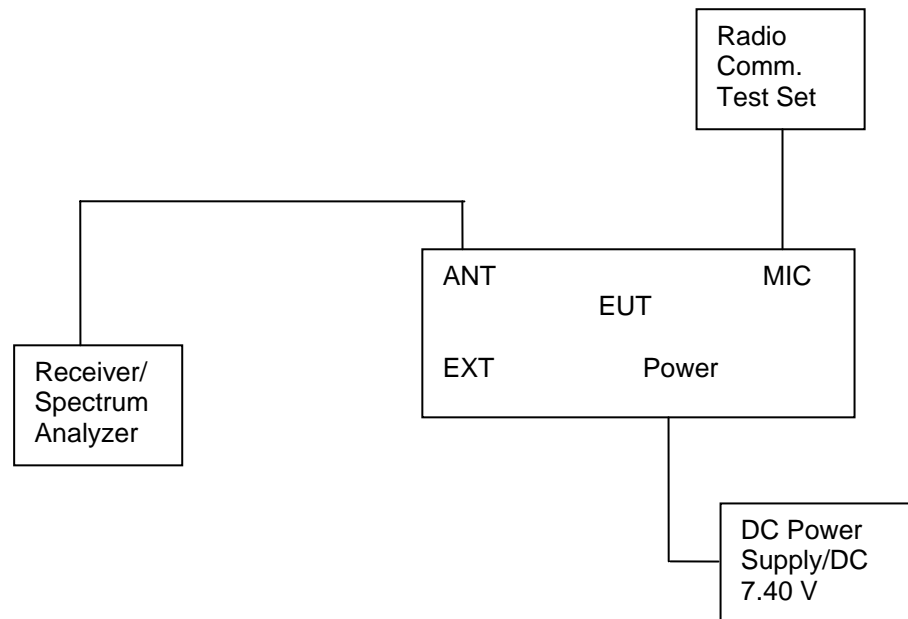 Radio
Comm.
Test Set
ANT
MIC
EUT
EXT
Power
Receiver/
Spectrum
Analyzer
DC Power
Supply/DC
7.40 V